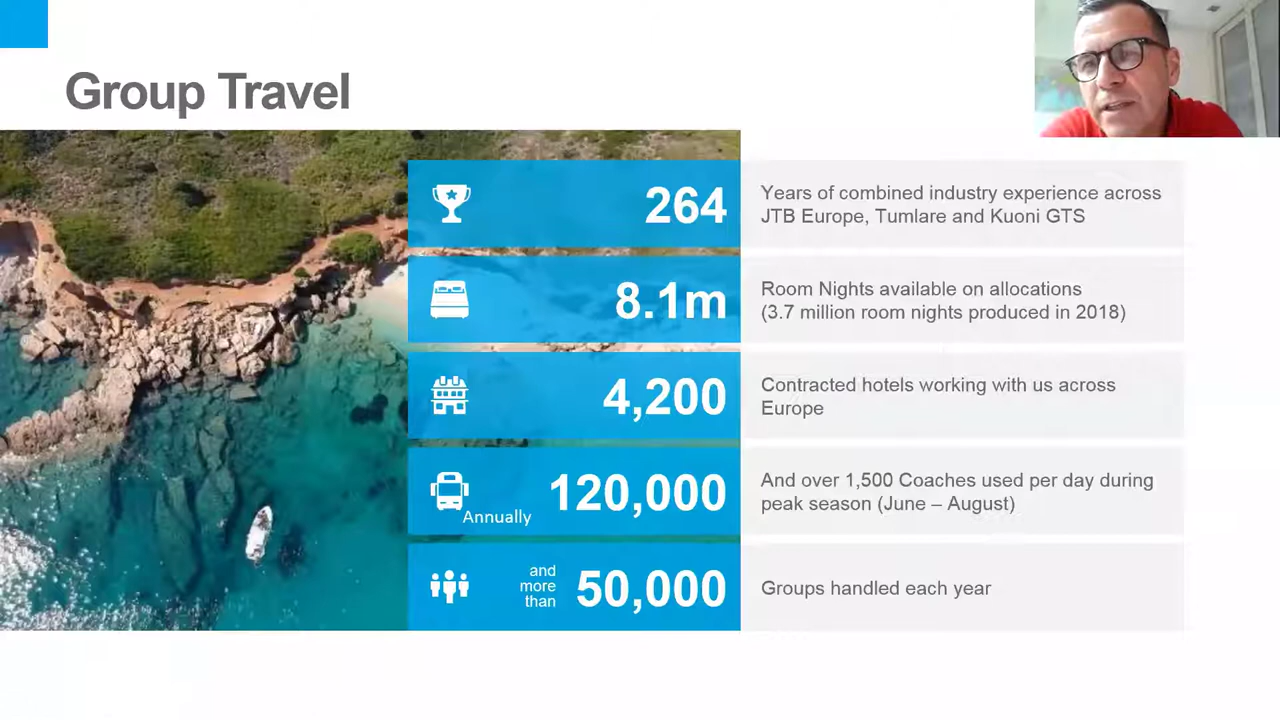 Group Travel
264
Years of combined industry experience across
JTB Europe, Tumlare and Kuoni GTS
8.1m
Room Nights available on allocations
(3.7 million room nights produced in 2018)
4,200
Contracted hotels working with us across
Europe
Annually
120,000
And over 1,500 Coaches used per day during
peak season (June – August)
and
more
than
50,000
Groups handled each year